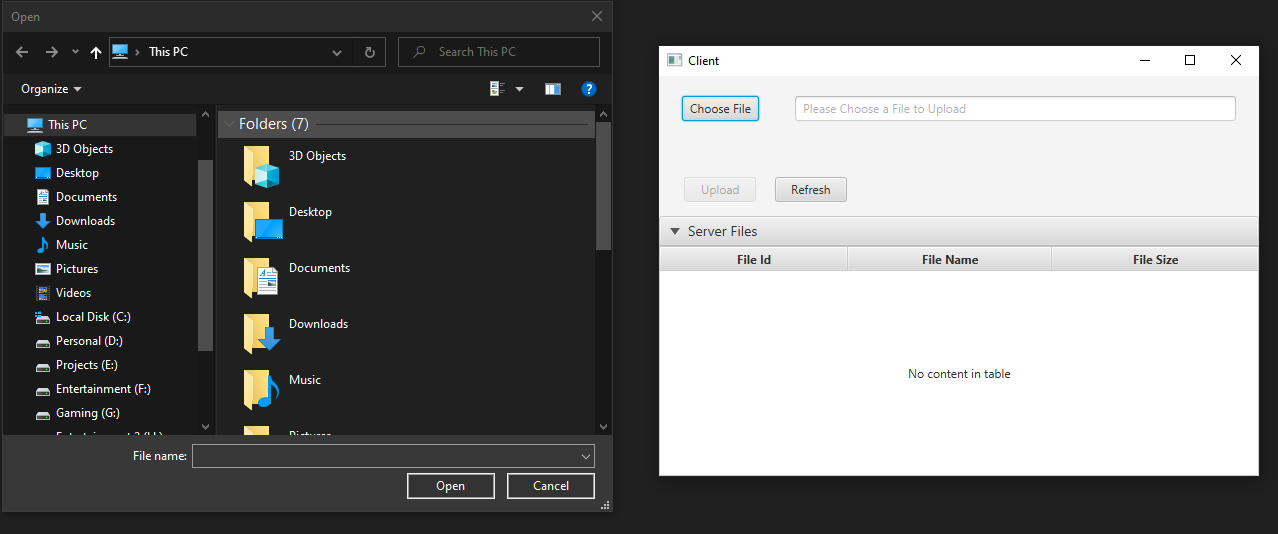 Open
This PC
Search This PC
Organize
This PC
3D Objects
Desktop
Documents
Downloads
Music
Pictures
Videos
Local Disk (C:)
Personal (D:)
Projects (E:)
Entertainment (F:)
Gaming (G:)
Folders (7)
3D Objects
Desktop
Documents
Downloads
Music
Pictures
File name:
Open
Cancel
Client
Choose File
Please Choose a File to Upload
Upload
Refresh
Server Files
File Id
File Name
File Size
No content in table